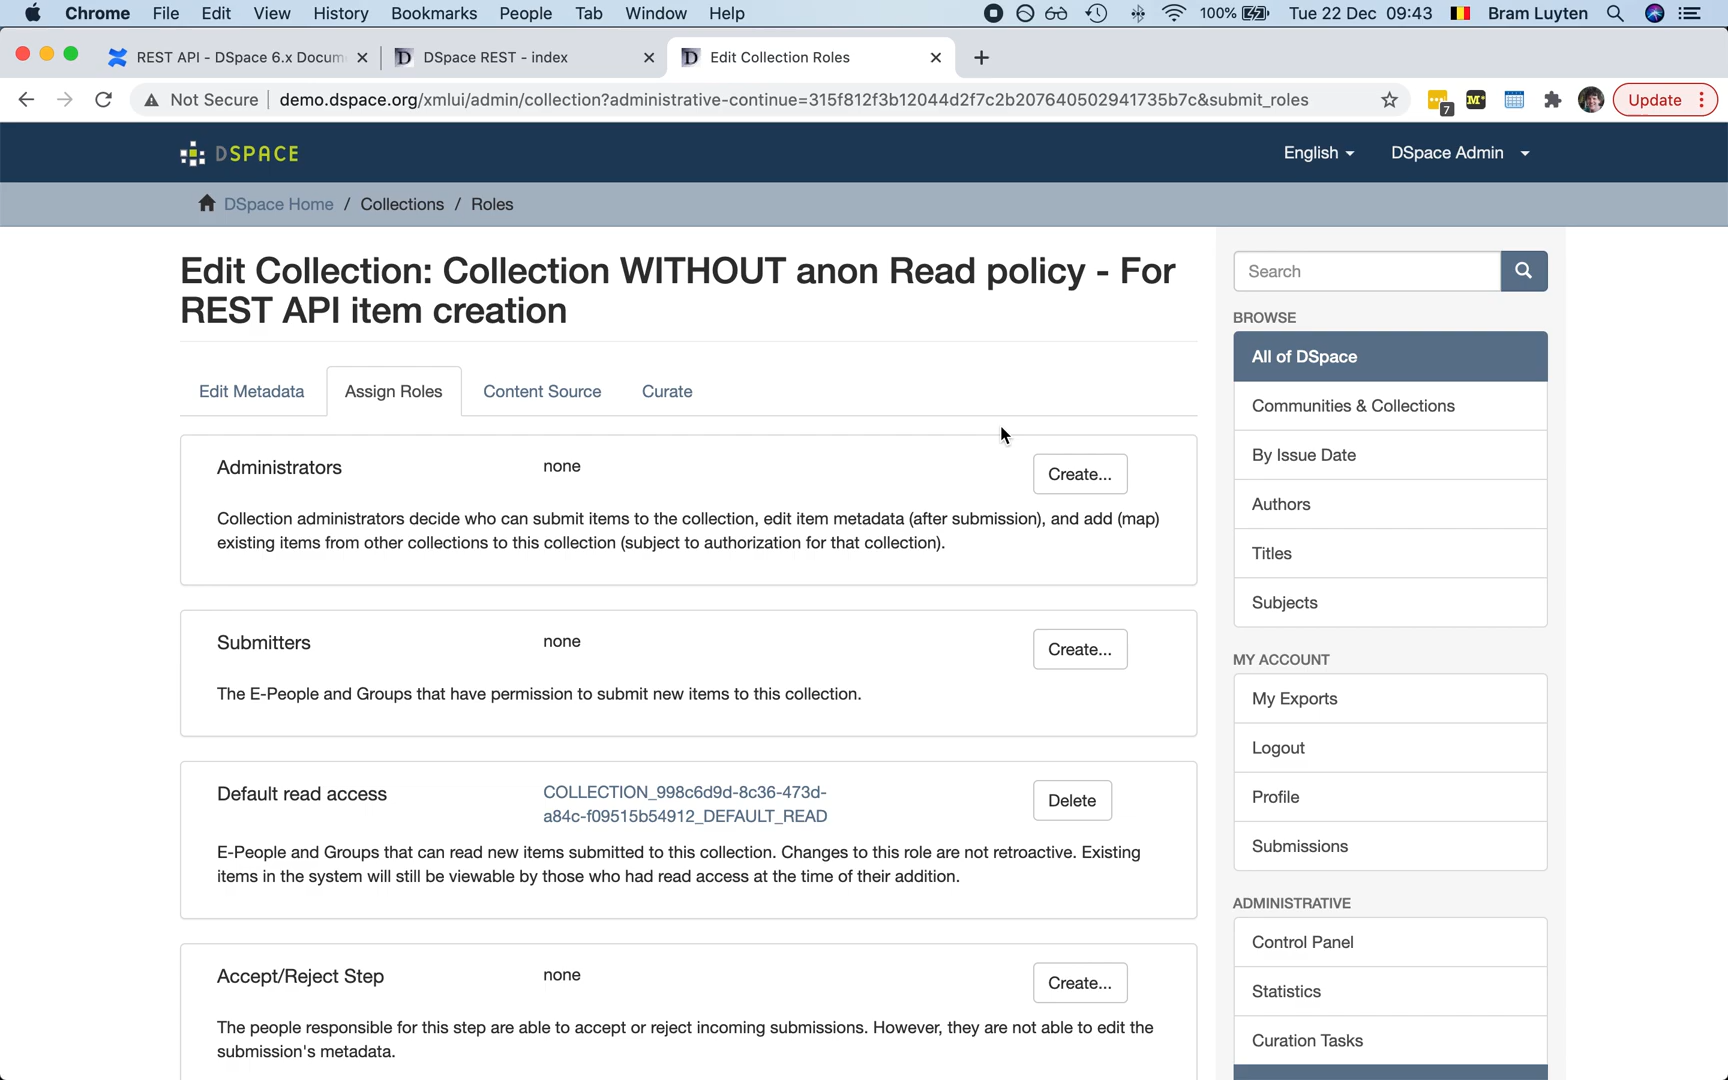 Chrome File Edit View History Bookmarks People Tab Window Help 100% Tue 22 Dec 09:43 Bram Luyten
REST API - DSpace 6.x Docum
DSpace REST - index
Edit Collection Roles
Not Secure demo.dspace.org/xmlui/admin/collection?administrative-continue=315f812f3b12044d2f7c2b207640502941735b7c&submit_roles
7
M*
Update
DSPACE
English
DSpace Admin
DSpace Home / Collections / Roles
Edit Collection: Collection WITHOUT anon Read policy - For
REST API item creation
Edit Metadata
Assign Roles
Content Source
Curate
Administrators
none
Create...
Collection administrators decide who can submit items to the collection, edit item metadata (after submission), and add (map)
existing items from other collections to this collection (subject to authorization for that collection).
Submitters
none
Create...
The E-People and Groups that have permission to submit new items to this collection.
Default read access
COLLECTION_998c6d9d-8c36-473d-
a84c-f09515b54912_DEFAULT_READ
Delete
E-People and Groups that can read new items submitted to this collection. Changes to this role are not retroactive. Existing
items in the system will still be viewable by those who had read access at the time of their addition.
Accept/Reject Step
none
Create...
The people responsible for this step are able to accept or reject incoming submissions. However, they are not able to edit the
submission's metadata.
Search
BROWSE
All of DSpace
Communities & Collections
By Issue Date
Authors
Titles
Subjects
MY ACCOUNT
My Exports
Logout
Profile
Submissions
ADMINISTRATIVE
Control Panel
Statistics
Curation Tasks